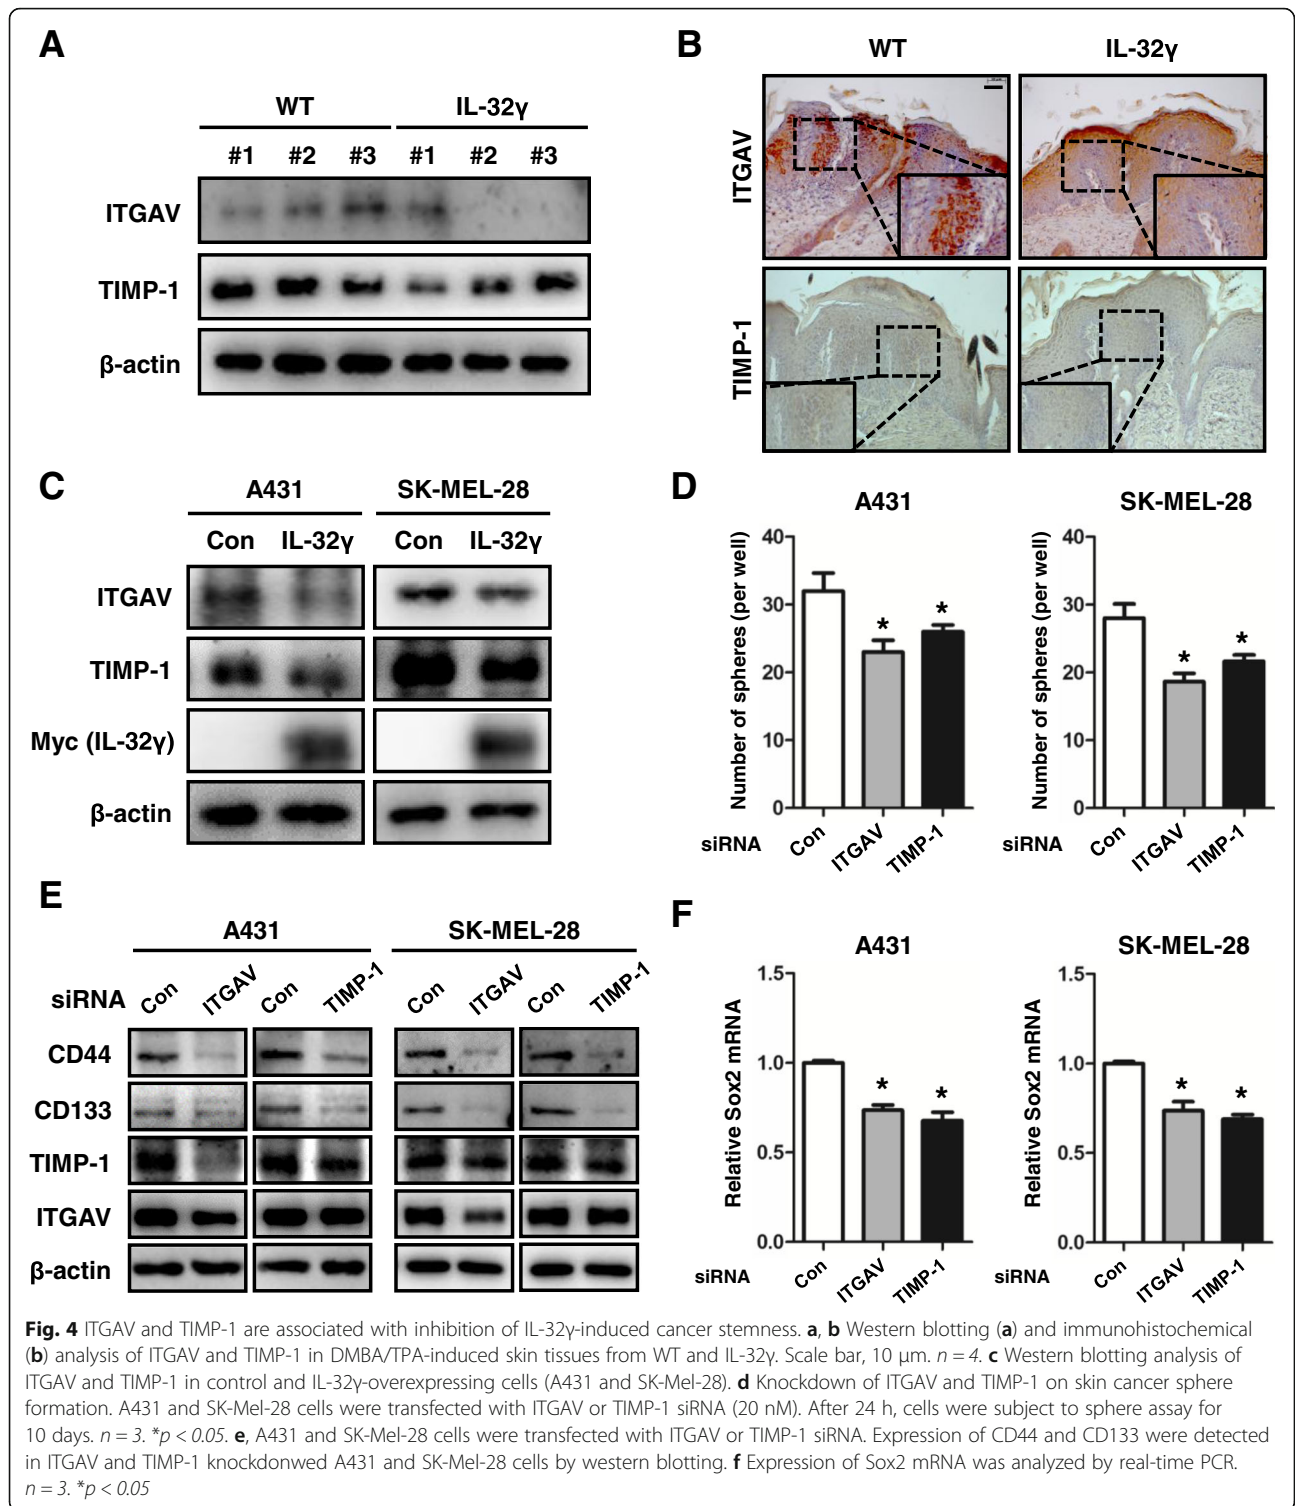 A
WT IL-32γ
#1 #2 #3 #1 #2 #3
ITGAV
TIMP-1
β-actin
B
WT IL-32γ
ITGAV
TIMP-1
C
A431 SK-MEL-28
Con IL-32γ Con IL-32γ
ITGAV
TIMP-1
Myc (IL-32γ)
β-actin
D
A431
Number of spheres (per well)
40
30
20
10
0
siRNA Con ITGAV TIMP-1
* *
SK-MEL-28
Number of spheres (per well)
40
30
20
10
0
siRNA Con ITGAV TIMP-1
* *
E
A431 SK-MEL-28
siRNA Con ITGAV Con TIMP-1 Con ITGAV Con TIMP-1
CD44
CD133
TIMP-1
ITGAV
β-actin
F
A431
Relative Sox2 mRNA
1.5
1.0
0.5
0.0
siRNA Con ITGAV TIMP-1
* *
SK-MEL-28
Relative Sox2 mRNA
1.5
1.0
0.5
0.0
siRNA Con ITGAV TIMP-1
* *
Fig. 4 ITGAV and TIMP-1 are associated with inhibition of IL-32γ-induced cancer stemness. a, b Western blotting (a) and immunohistochemical
(b) analysis of ITGAV and TIMP-1 in DMBA/TPA-induced skin tissues from WT and IL-32γ. Scale bar, 10 μm. n = 4. c Western blotting analysis of
ITGAV and TIMP-1 in control and IL-32γ-overexpressing cells (A431 and SK-Mel-28). d Knockdown of ITGAV and TIMP-1 on skin cancer sphere
formation. A431 and SK-Mel-28 cells were transfected with ITGAV or TIMP-1 siRNA (20 nM). After 24 h, cells were subject to sphere assay for
10 days. n = 3. *p < 0.05. e, A431 and SK-Mel-28 cells were transfected with ITGAV or TIMP-1 siRNA. Expression of CD44 and CD133 were detected
in ITGAV and TIMP-1 knockdonwed A431 and SK-Mel-28 cells by western blotting. f Expression of Sox2 mRNA was analyzed by real-time PCR.
n = 3. *p < 0.05